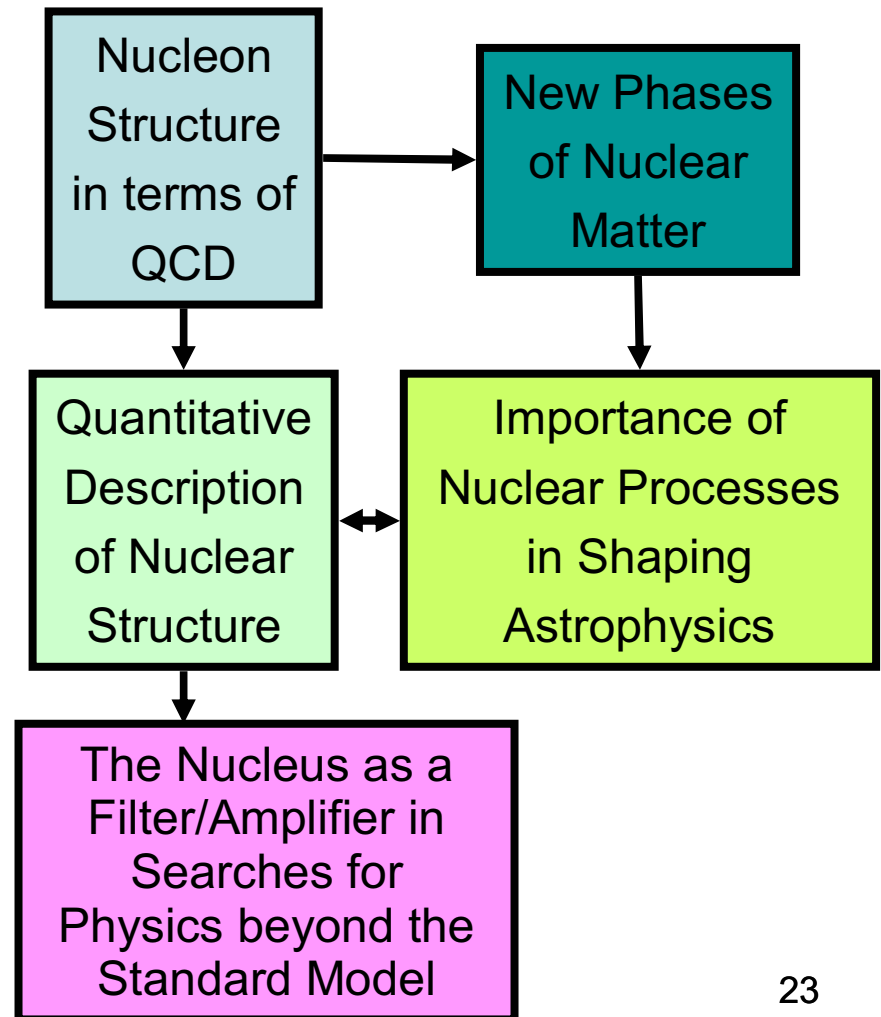 Nucleon
Structure
in terms of
QCD
New Phases
of Nuclear
Matter
Quantitative
Description
of Nuclear
Structure
Importance of
Nuclear Processes
in Shaping
Astrophysics
The Nucleus as a
Filter/Amplifier in
Searches for
Physics beyond the
Standard Model
23